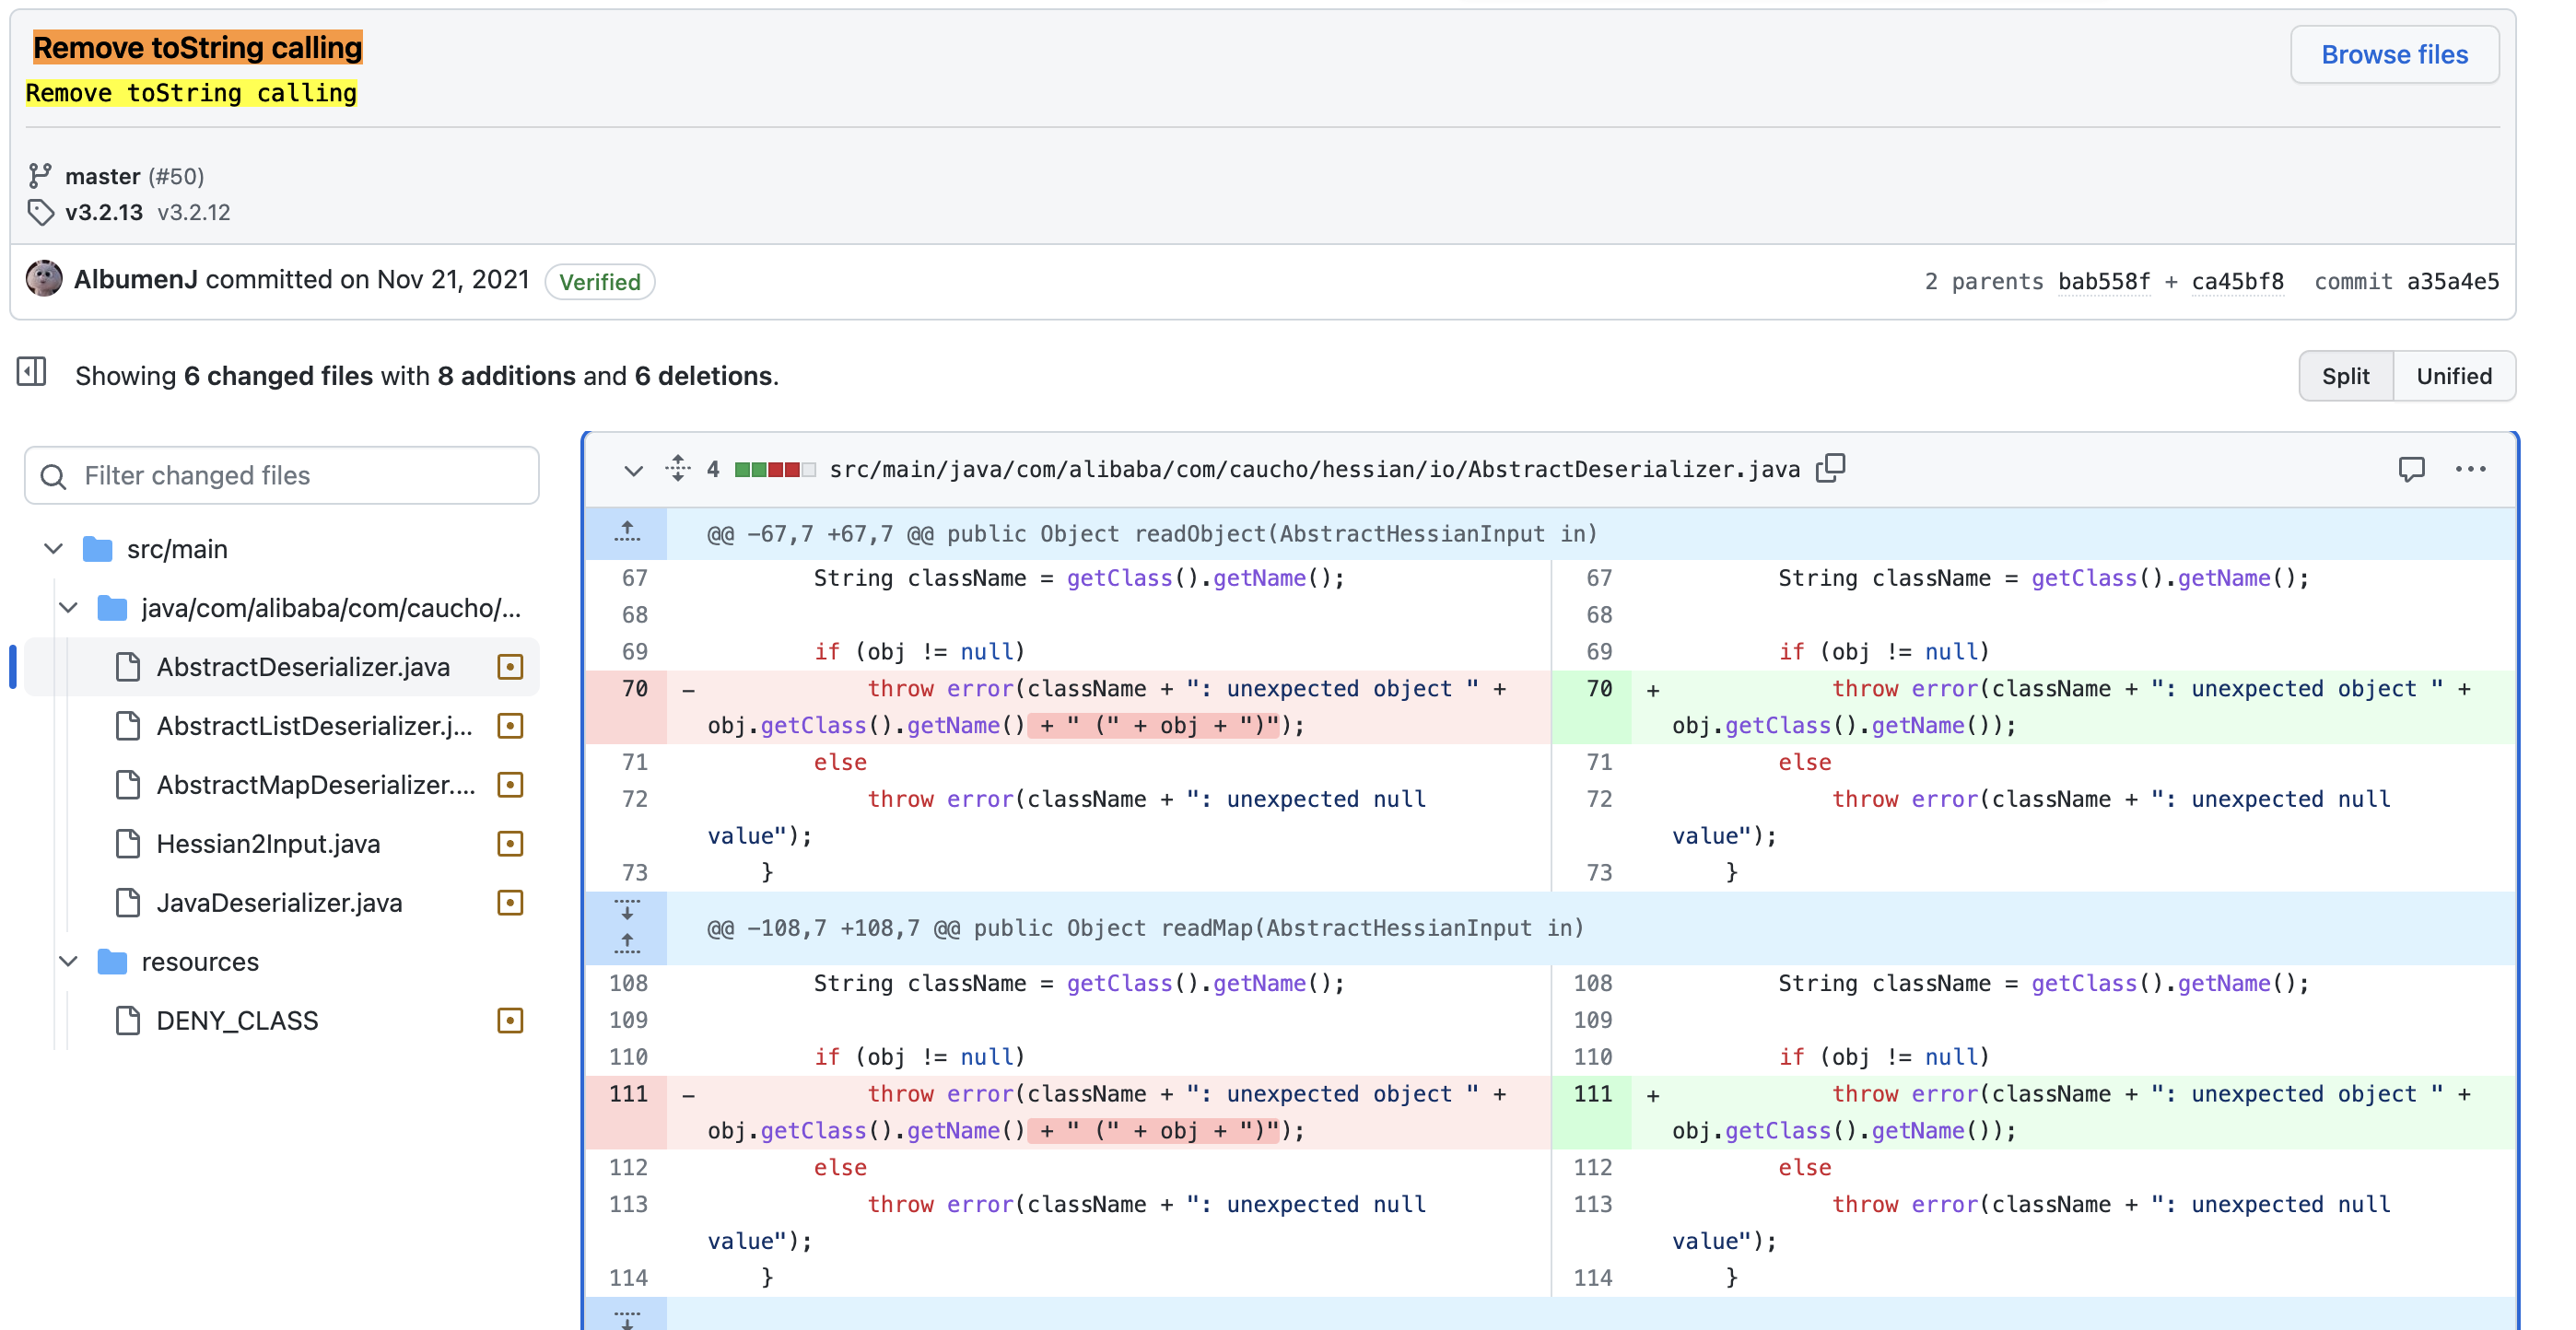 Remove toString calling
Browse files
Remove toString calling
master (#50)
v3.2.13 v3.2.12
AlbumenJ committed on Nov 21, 2021 Verified
2 parents bab558f + ca45bf8 commit a35a4e5
Showing 6 changed files with 8 additions and 6 deletions.
Split Unified
Filter changed files
src/main
java/com/alibaba/com/caucho/...
AbstractDeserializer.java
AbstractListDeserializer.j...
AbstractMapDeserializer....
Hessian2Input.java
JavaDeserializer.java
resources
DENY_CLASS
4 src/main/java/com/alibaba/com/caucho/hessian/io/AbstractDeserializer.java
@@ -67,7 +67,7 @@ public Object readObject(AbstractHessianInput in)
67 String className = getClass().getName();
68
69 if (obj != null)
70 - throw error(className + ": unexpected object " +
obj.getClass().getName() + " (" + obj + ")");
71 else
72 throw error(className + ": unexpected null
value");
73 }
67 String className = getClass().getName();
68
69 if (obj != null)
70 + throw error(className + ": unexpected object " +
obj.getClass().getName());
71 else
72 throw error(className + ": unexpected null
value");
73 }
@@ -108,7 +108,7 @@ public Object readMap(AbstractHessianInput in)
108 String className = getClass().getName();
109
110 if (obj != null)
111 - throw error(className + ": unexpected object " +
obj.getClass().getName() + " (" + obj + ")");
112 else
113 throw error(className + ": unexpected null
value");
114 }
108 String className = getClass().getName();
109
110 if (obj != null)
111 + throw error(className + ": unexpected object " +
obj.getClass().getName());
112 else
113 throw error(className + ": unexpected null
value");
114 }